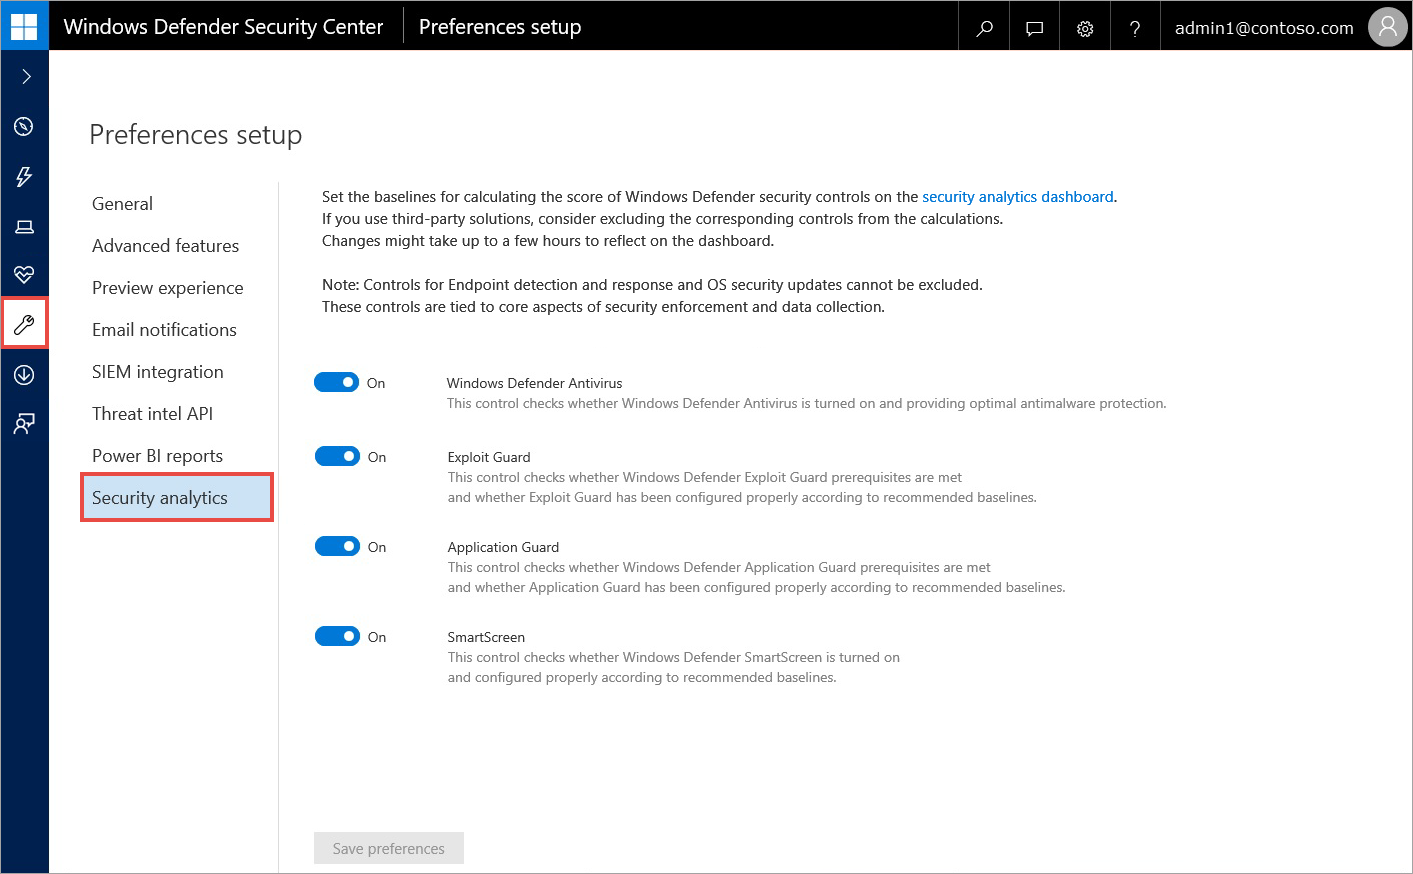 Windows Defender Security Center
Preferences setup
?
admin1@contoso.com
Preferences setup
General
Advanced features
Preview experience
Email notifications
SIEM integration
Threat intel API
Power BI reports
Security analytics
Set the baselines for calculating the score of Windows Defender security controls on the security analytics dashboard.
If you use third-party solutions, consider excluding the corresponding controls from the calculations.
Changes might take up to a few hours to reflect on the dashboard.
Note: Controls for Endpoint detection and response and OS security updates cannot be excluded.
These controls are tied to core aspects of security enforcement and data collection.
On
Windows Defender Antivirus
This control checks whether Windows Defender Antivirus is turned on and providing optimal antimalware protection.
On
Exploit Guard
This control checks whether Windows Defender Exploit Guard prerequisites are met
and whether Exploit Guard has been configured properly according to recommended baselines.
On
Application Guard
This control checks whether Windows Defender Application Guard prerequisites are met
and whether Application Guard has been configured properly according to recommended baselines.
On
SmartScreen
This control checks whether Windows Defender SmartScreen is turned on
and configured properly according to recommended baselines.
Save preferences